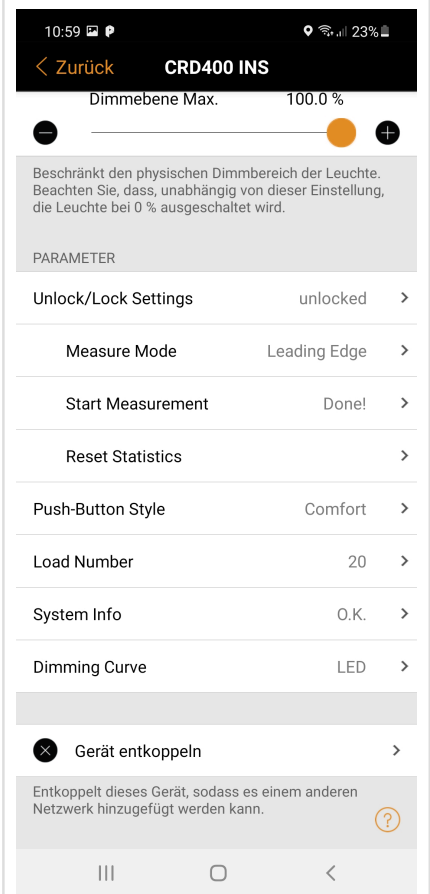 10:59 23%
Zurück CRD400 INS
Dimmebene Max. 100.0 %
Beschränkt den physischen Dimmbereich der Leuchte.
Beachten Sie, dass, unabhängig von dieser Einstellung,
die Leuchte bei 0 % ausgeschaltet wird.
PARAMETER
Unlock/Lock Settings unlocked
Measure Mode Leading Edge
Start Measurement Done!
Reset Statistics
Push-Button Style Comfort
Load Number 20
System Info O.K.
Dimming Curve LED
Gerät entkoppeln
Entkoppelt dieses Gerät, sodass es einem anderen
Netzwerk hinzugefügt werden kann.
?